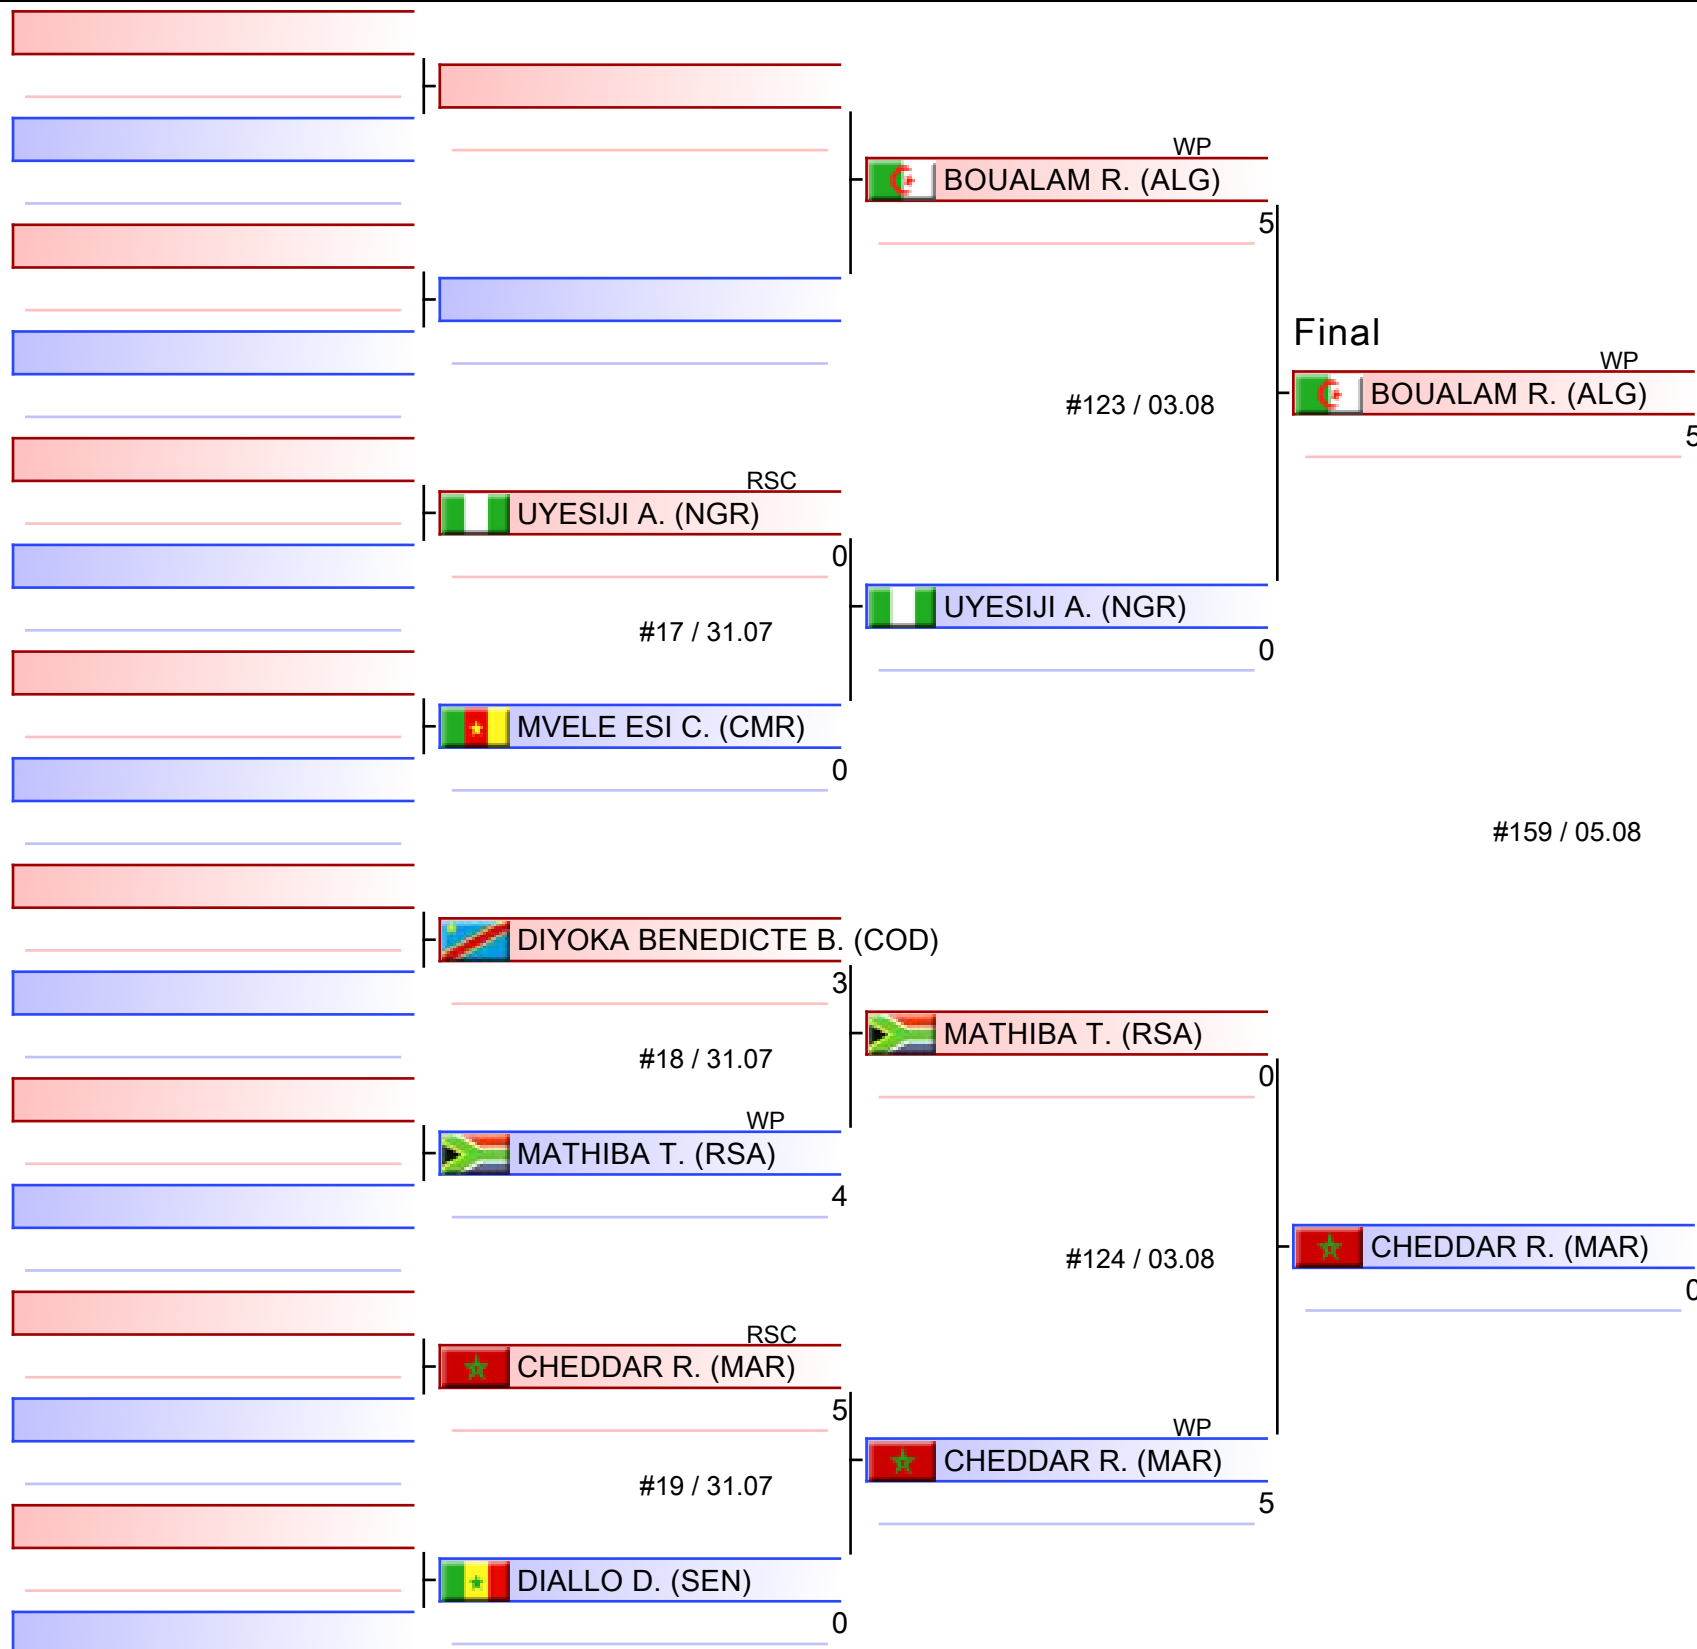 WP
BOUALAM R. (ALG)
5
Final
WP
#123 / 03.08
BOUALAM R. (ALG)
5
RSC
UYESIJI A. (NGR)
0
UYESIJI A. (NGR)
#17 / 31.07
0
MVELE ESI C. (CMR)
0
#159 / 05.08
DIYOKA BENEDICTE B. (COD)
3
MATHIBA T. (RSA)
#18 / 31.07
0
WP
MATHIBA T. (RSA)
4
#124 / 03.08
CHEDDAR R. (MAR)
0
RSC
CHEDDAR R. (MAR)
5
WP
CHEDDAR R. (MAR)
#19 / 31.07
5
DIALLO D. (SEN)
0